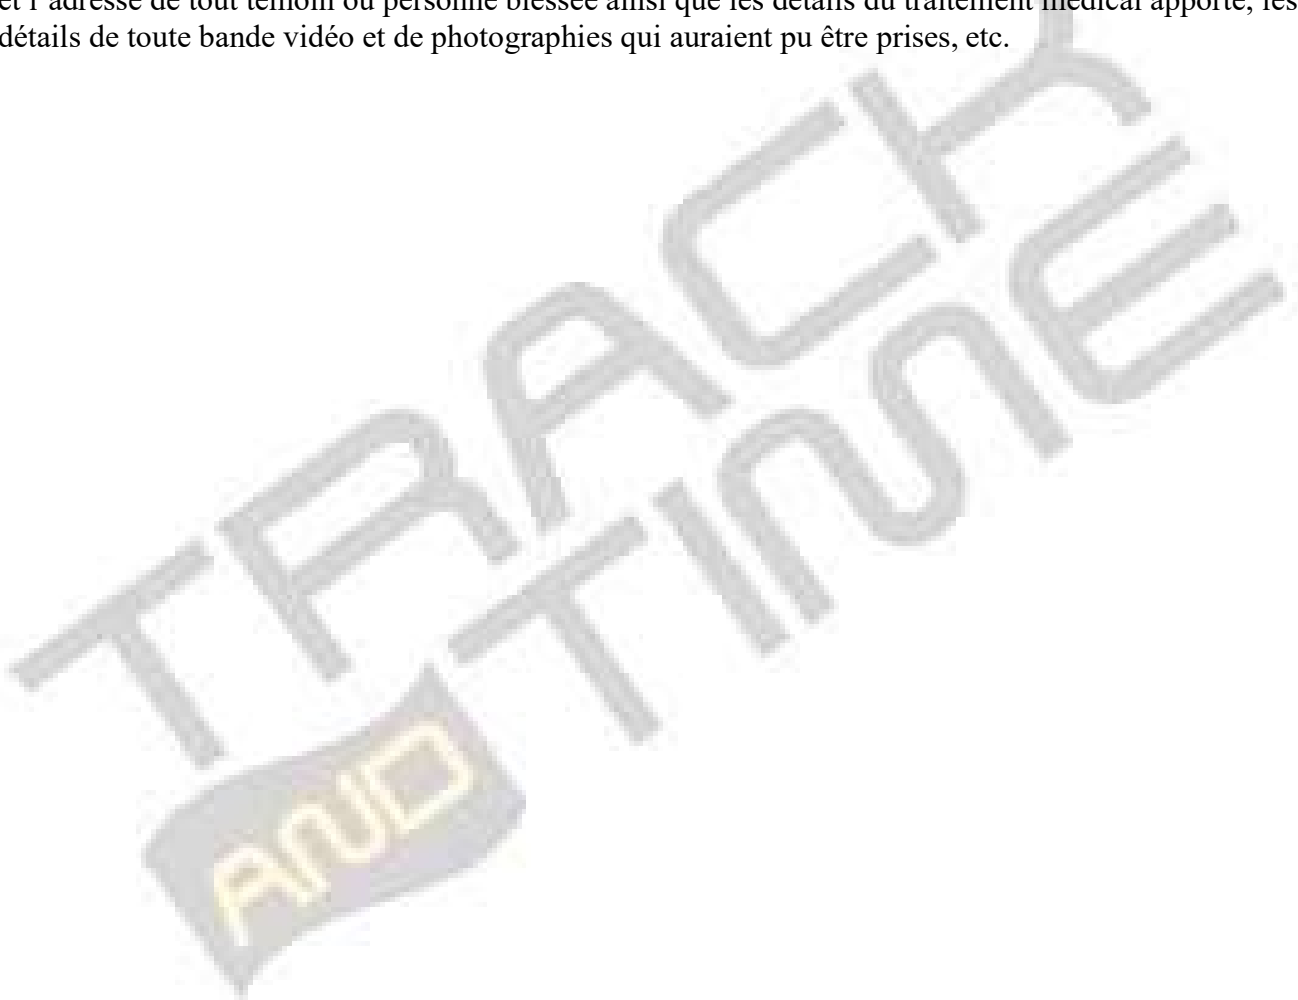 et l'adresse de tout témoin ou personne blessée ainsi que les détails du traitement médical apporté, les
détails de toute bande vidéo et de photographies qui auraient pu être prises, etc.
TRACK
AND
TIME